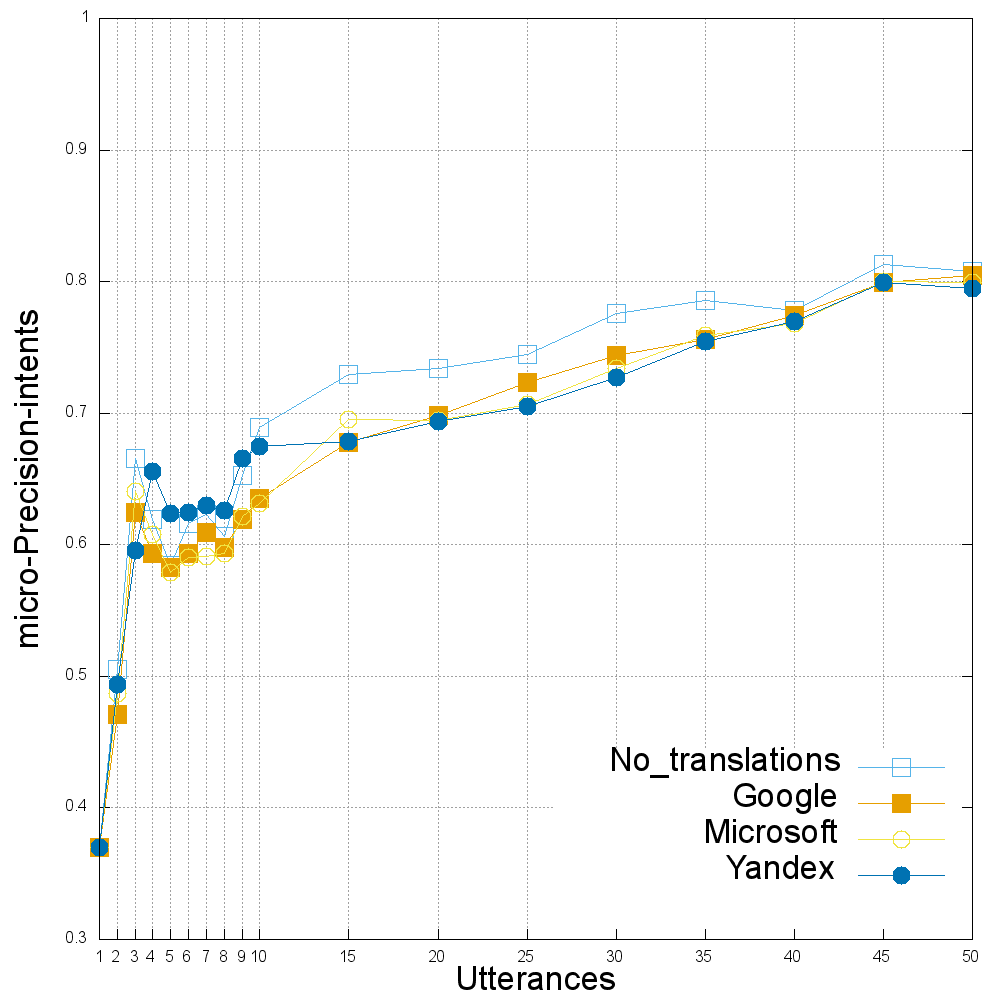 1
0.9
0.8
0.7
0.6
0.5
0.4
0.3
micro-Precision-intents
No_translations
Google
Microsoft
Yandex
1 2 3 4 5 6 7 8 9 10 15 20 25 30 35 40 45 50
Utterances